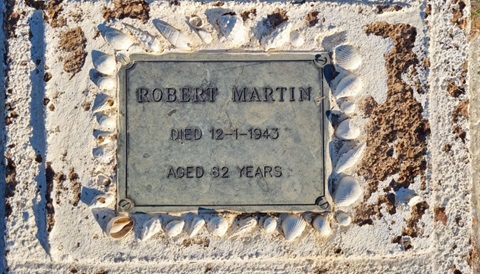 ROBERT MARTIN
DIED 12-1-1943
AGED 82 YEARS